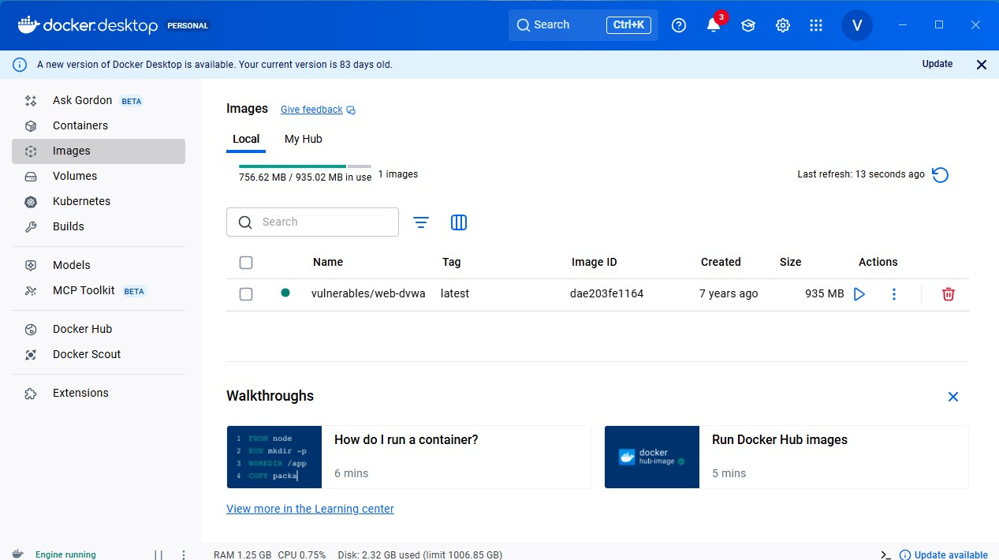 docker.desktop PERSONAL Search Ctrl+K 3 V
A new version of Docker Desktop is available. Your current version is 83 days old. Update
Ask Gordon BETA
Containers
Images
Volumes
Kubernetes
Builds
Models
MCP Toolkit BETA
Docker Hub
Docker Scout
Extensions
Images Give feedback
Local My Hub
756.62 MB / 935.02 MB in use 1 images Last refresh: 13 seconds ago
Search
Name Tag Image ID Created Size Actions
vulnerables/web-dvwa latest dae203fe1164 7 years ago 935 MB
Walkthroughs
1 FROM node
2 RUN mkdir -p
3 WORKDIR /app
4 COPY packa
How do I run a container?
6 mins
docker
hub-image
Run Docker Hub images
5 mins
View more in the Learning center
Engine running RAM 1.25 GB CPU 0.75% Disk: 2.32 GB used (limit 1006.85 GB) Update available